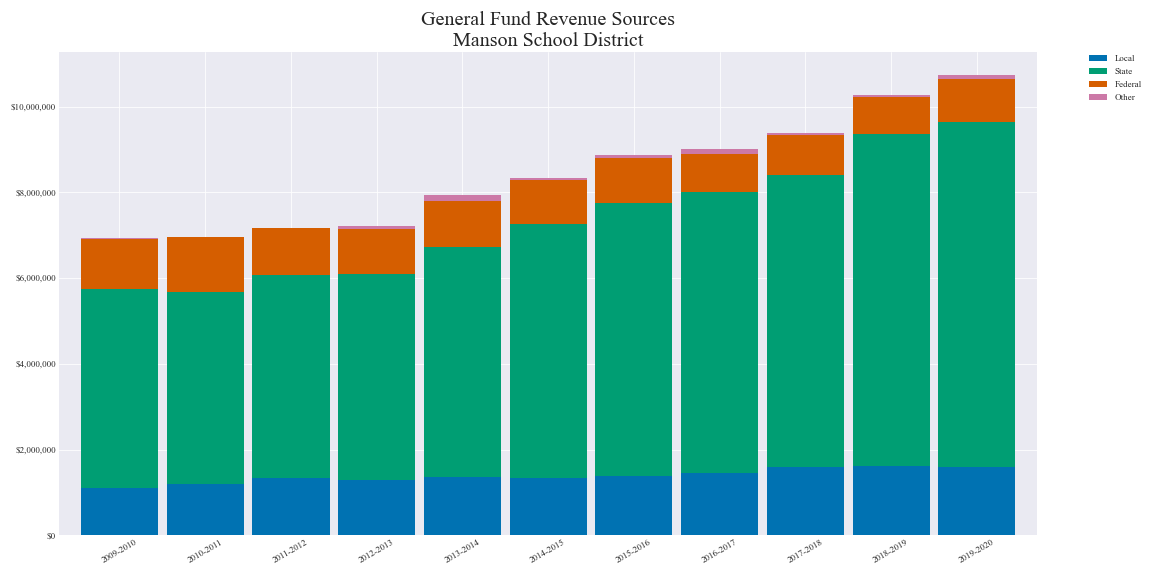 General Fund Revenue Sources
Manson School District
Local
State
Federal
Other
$10,000,000
$8,000,000
$6,000,000
$4,000,000
$2,000,000
$0
2009-2010
2010-2011
2011-2012
2012-2013
2013-2014
2014-2015
2015-2016
2016-2017
2017-2018
2018-2019
2019-2020